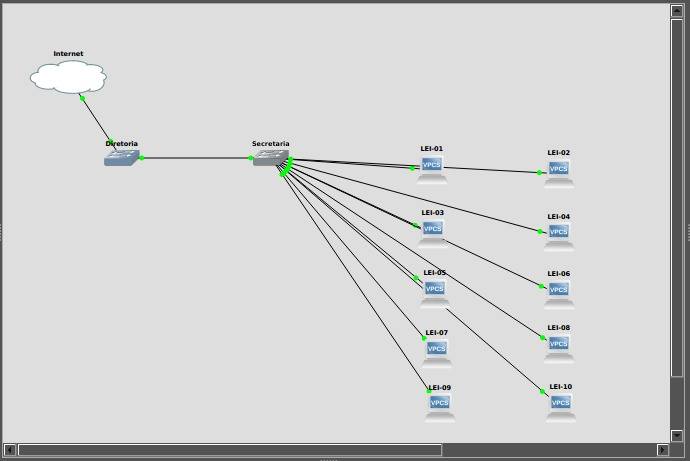 Internet
Diretoria
Secretaria
LEI-01
VPCS
LEI-02
VPCS
LEI-03
VPCS
LEI-04
VPCS
LEI-05
VPCS
LEI-06
VPCS
LEI-07
VPCS
LEI-08
VPCS
LEI-09
VPCS
LEI-10
VPCS